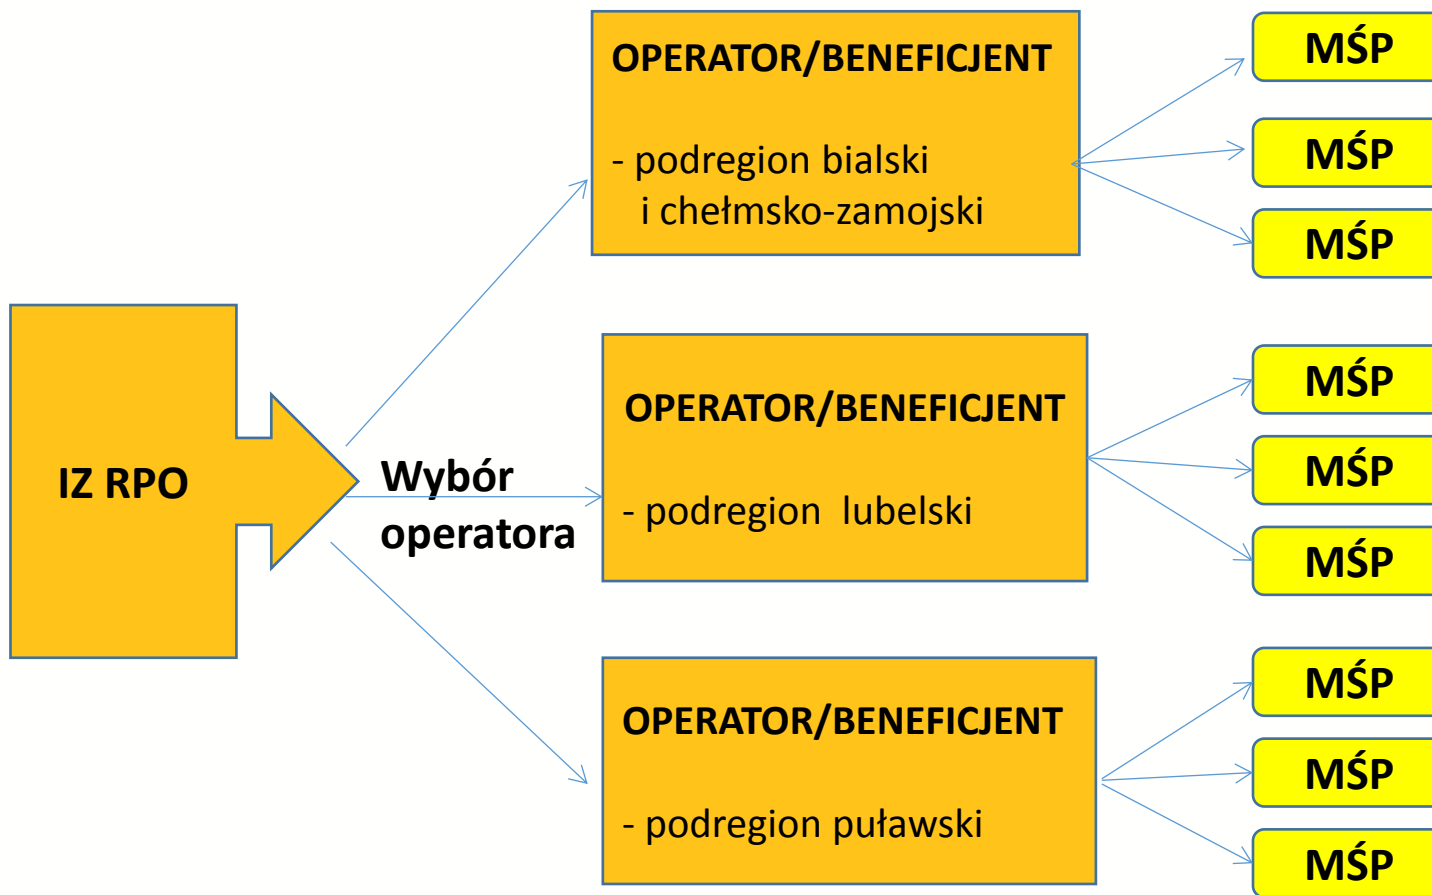 IZ RPO
Wybór
operatora
OPERATOR/BENEFICJENT
- podregion bialski
i chełmsko-zamojski
MŚP
MŚP
MŚP
OPERATOR/BENEFICJENT
- podregion lubelski
MŚP
MŚP
MŚP
OPERATOR/BENEFICJENT
- podregion puławski
MŚP
MŚP
MŚP